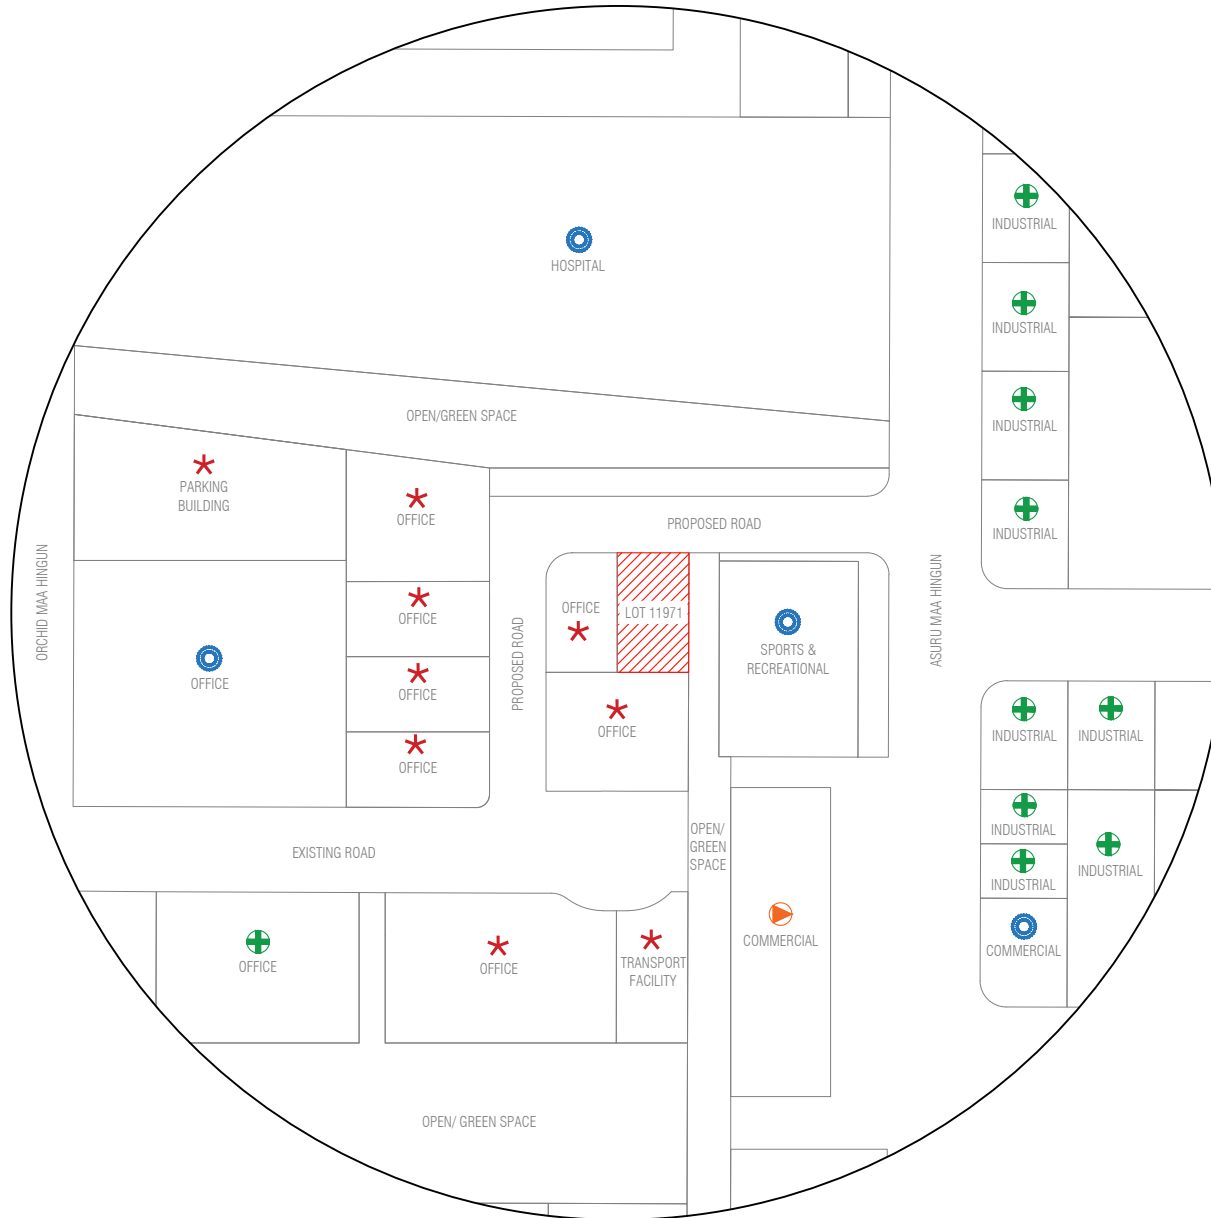 INDUSTRIAL
HOSPITAL
INDUSTRIAL
OPEN/GREEN SPACE
INDUSTRIAL
PARKING
BUILDING
OFFICE
PROPOSED ROAD
INDUSTRIAL
ORCHID MAA HINGUN
OFFICE
PROPOSED ROAD
OFFICE
LOT 11971
ASURU MAA HINGUN
SPORTS &
RECREATIONAL
OFFICE
OFFICE
OFFICE
OFFICE
INDUSTRIAL
INDUSTRIAL
OFFICE
INDUSTRIAL
OPEN/
GREEN
SPACE
EXISTING ROAD
INDUSTRIAL
INDUSTRIAL
COMMERCIAL
COMMERCIAL
OFFICE
OFFICE
TRANSPORT
FACILITY
OPEN/ GREEN SPACE